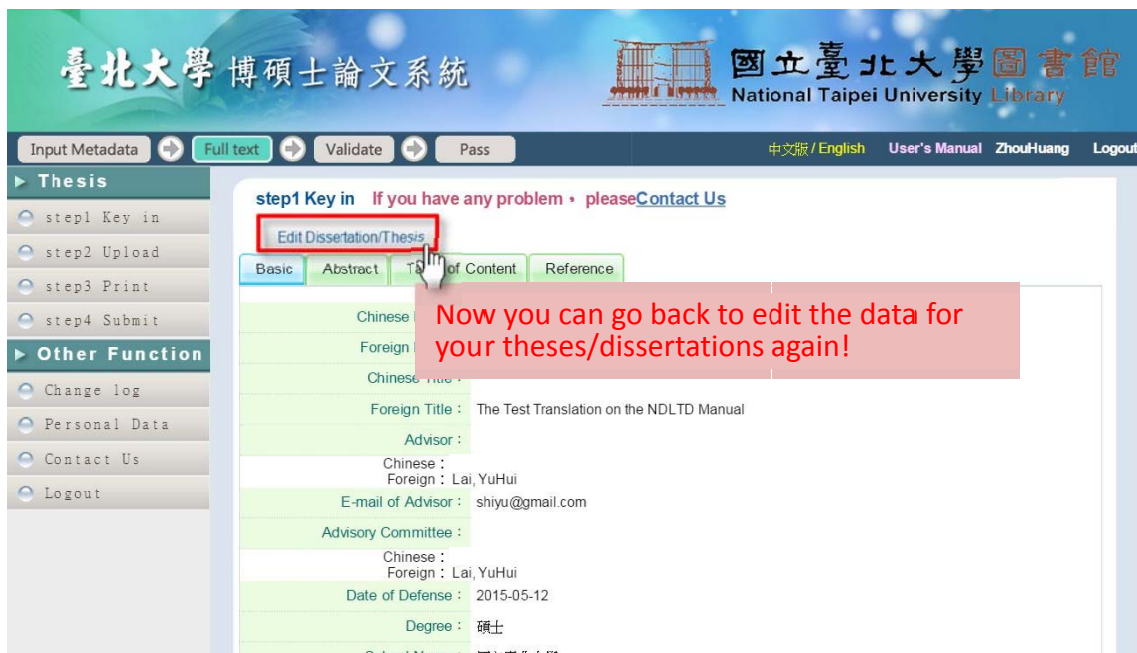 臺北大學 博碩士論文系統
國立臺北大學圖書館
National Taipei University Library
Input Metadata Full text Validate Pass
中文版 / English User's Manual ZhouHuang Logout
Thesis
step1 Key in
step2 Upload
step3 Print
step4 Submit
Other Function
Change log
Personal Data
Contact Us
Logout
step1 Key in If you have any problem，pleaseContact Us
Edit Dissertation/Thesis
Basic Abstract of Content Reference
Now you can go back to edit the data for
your theses/dissertations again!
Chinese
Foreign
Chinese Title：
Foreign Title： The Test Translation on the NDLTD Manual
Advisor：
Chinese：
Foreign： Lai, YuHui
E-mail of Advisor： shiyu@gmail.com
Advisory Committee：
Chinese：
Foreign： Lai, YuHui
Date of Defense： 2015-05-12
Degree： 碩士